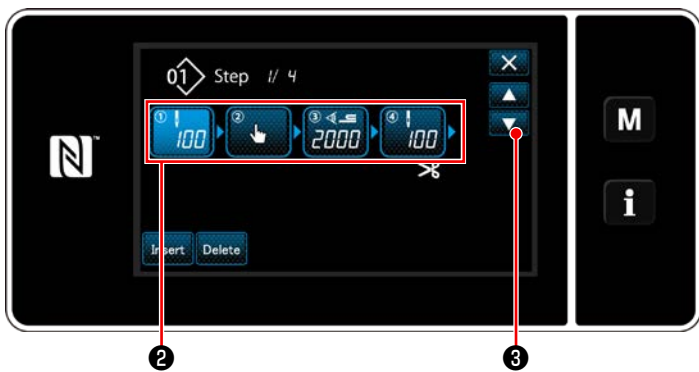 01 Step 1/ 4
① 100 ② ③ 2000 ④ 100
Insert Delete
M
i
N
❷ ❸